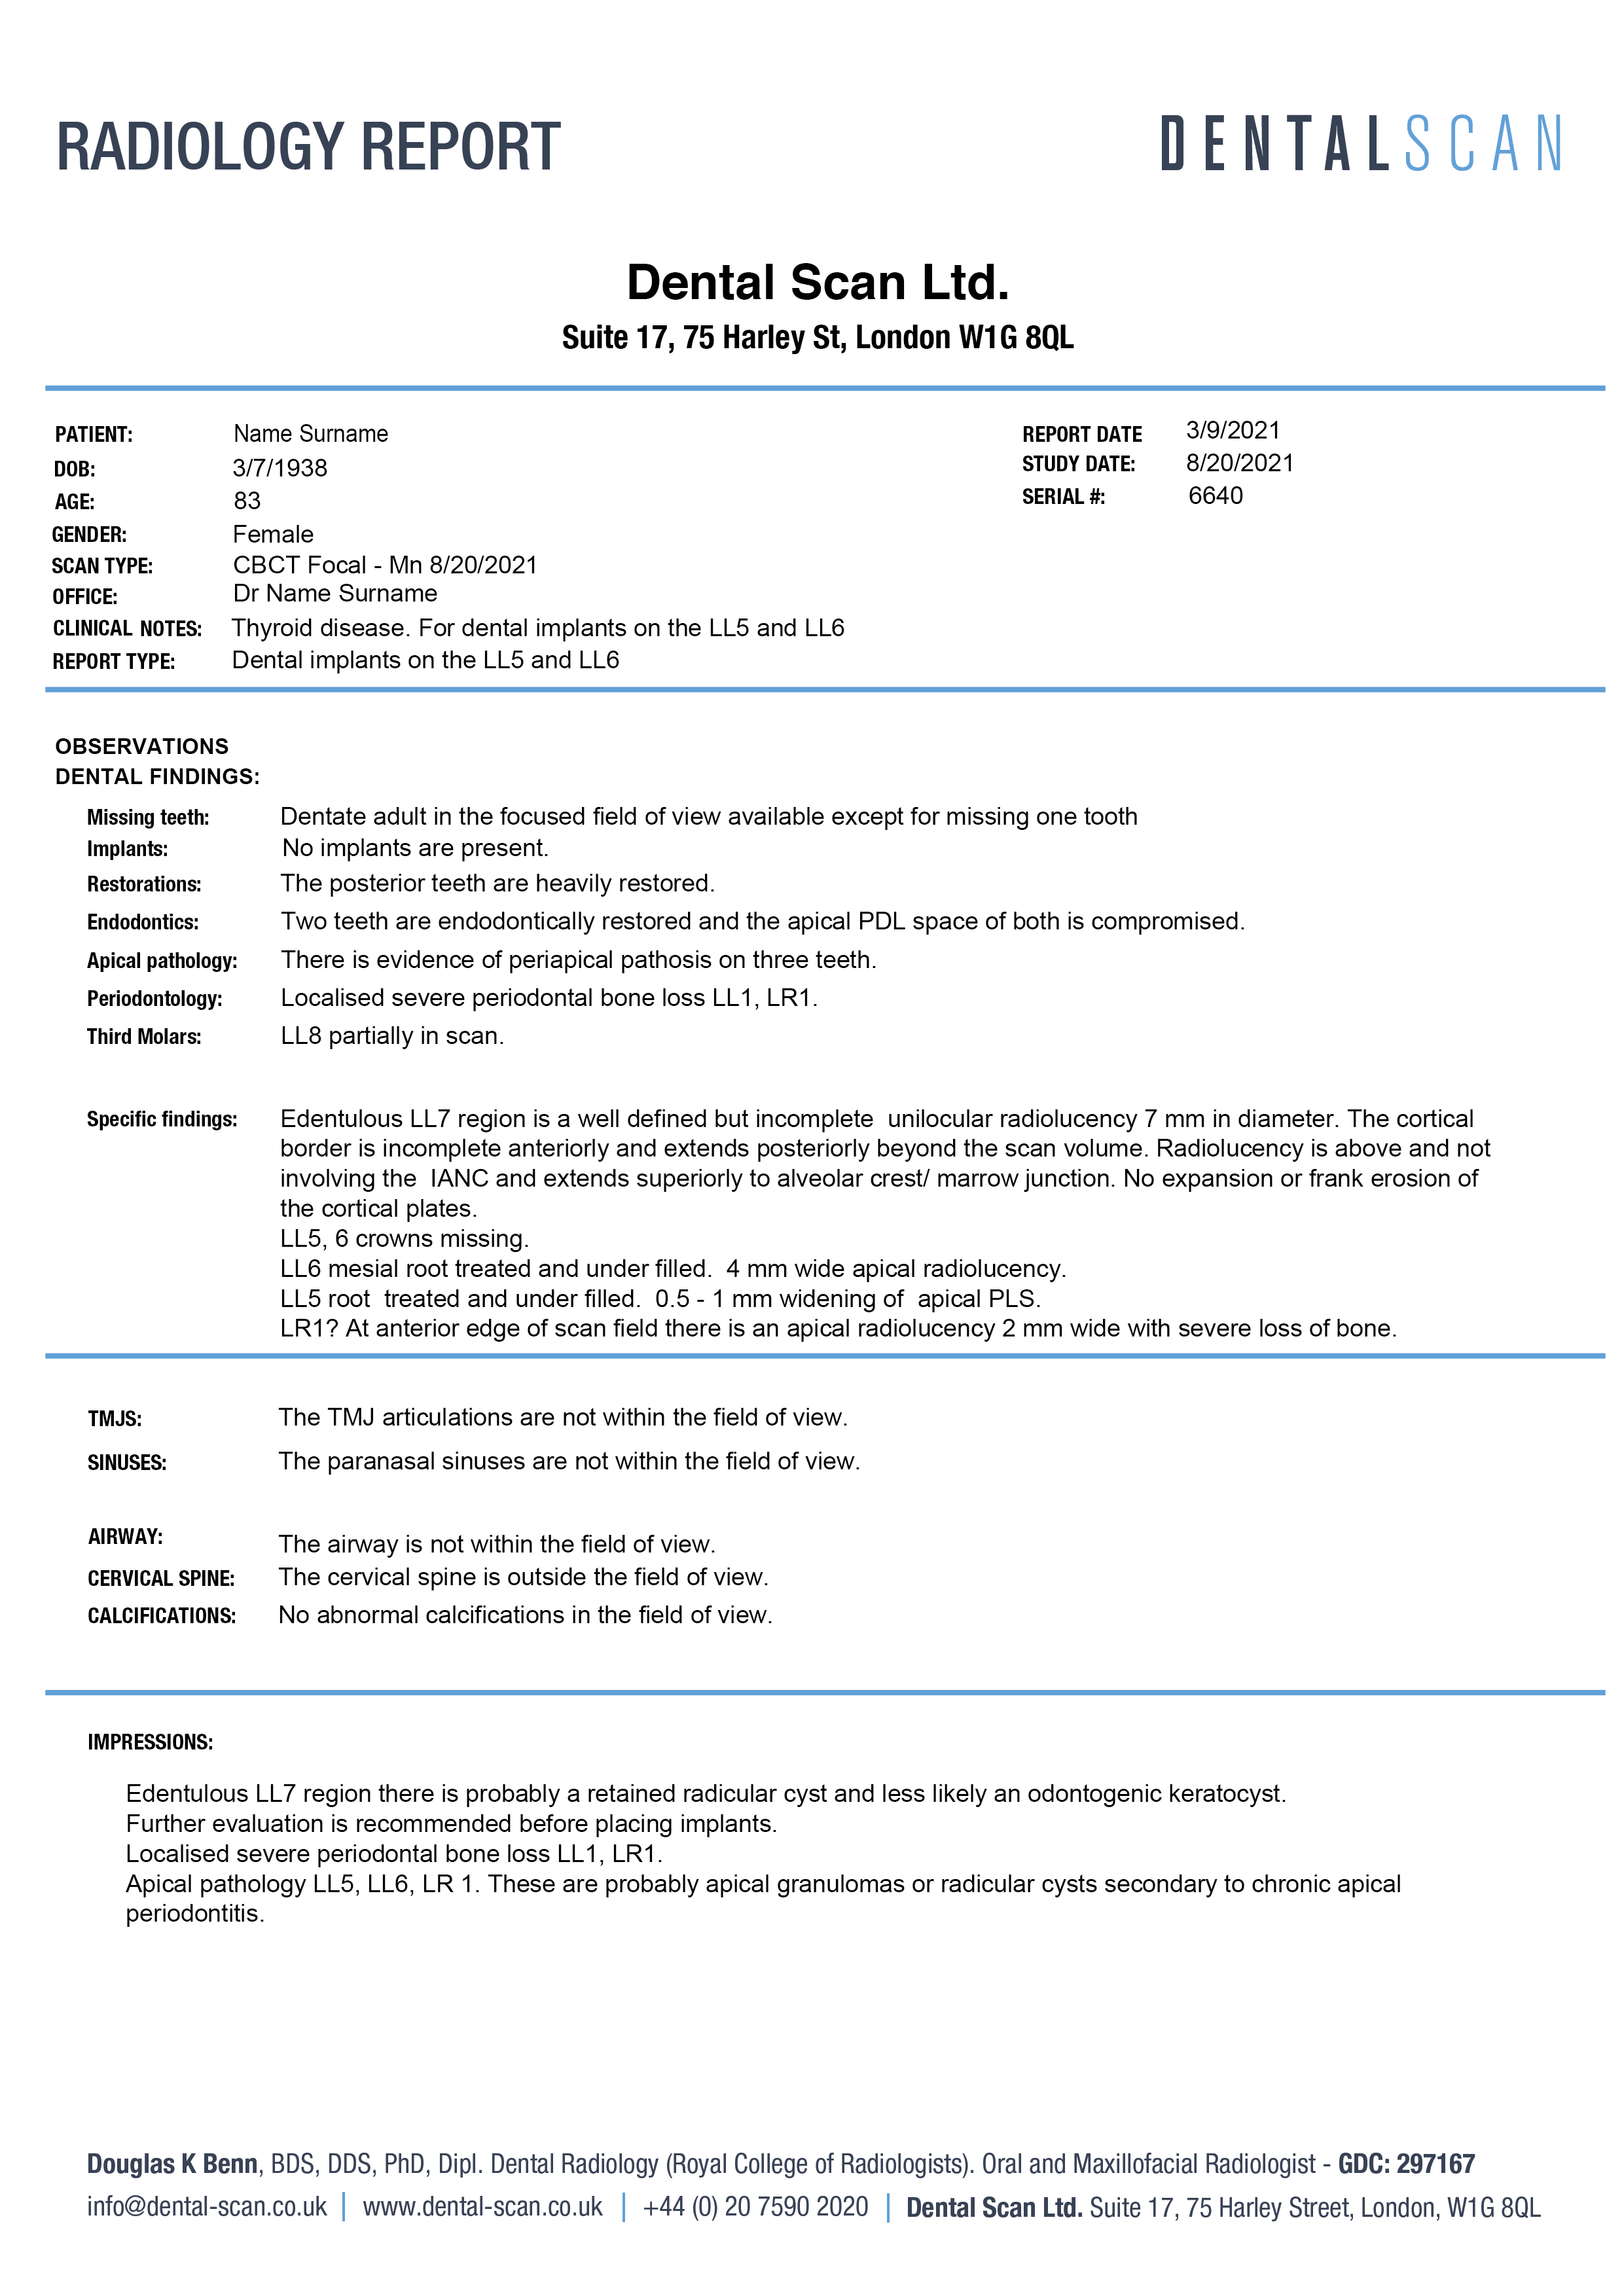 RADIOLOGY REPORT
DENTALSCAN
Dental Scan Ltd.
Suite 17, 75 Harley St, London W1G 8QL
PATIENT: Name Surname
DOB: 3/7/1938
AGE: 83
GENDER: Female
SCAN TYPE: CBCT Focal - Mn 8/20/2021
OFFICE: Dr Name Surname
CLINICAL NOTES: Thyroid disease. For dental implants on the LL5 and LL6
REPORT TYPE: Dental implants on the LL5 and LL6
REPORT DATE 3/9/2021
STUDY DATE: 8/20/2021
SERIAL #: 6640
OBSERVATIONS
DENTAL FINDINGS:
Missing teeth: Dentate adult in the focused field of view available except for missing one tooth
Implants: No implants are present.
Restorations: The posterior teeth are heavily restored.
Endodontics: Two teeth are endodontically restored and the apical PDL space of both is compromised.
Apical pathology: There is evidence of periapical pathosis on three teeth.
Periodontology: Localised severe periodontal bone loss LL1, LR1.
Third Molars: LL8 partially in scan.
Specific findings: Edentulous LL7 region is a well defined but incomplete unilocular radiolucency 7 mm in diameter. The cortical
border is incomplete anteriorly and extends posteriorly beyond the scan volume. Radiolucency is above and not
involving the IANC and extends superiorly to alveolar crest/ marrow junction. No expansion or frank erosion of
the cortical plates.
LL5, 6 crowns missing.
LL6 mesial root treated and under filled. 4 mm wide apical radiolucency.
LL5 root treated and under filled. 0.5 - 1 mm widening of apical PLS.
LR1? At anterior edge of scan field there is an apical radiolucency 2 mm wide with severe loss of bone.
TMJS: The TMJ articulations are not within the field of view.
SINUSES: The paranasal sinuses are not within the field of view.
AIRWAY: The airway is not within the field of view.
CERVICAL SPINE: The cervical spine is outside the field of view.
CALCIFICATIONS: No abnormal calcifications in the field of view.
IMPRESSIONS:
Edentulous LL7 region there is probably a retained radicular cyst and less likely an odontogenic keratocyst.
Further evaluation is recommended before placing implants.
Localised severe periodontal bone loss LL1, LR1.
Apical pathology LL5, LL6, LR 1. These are probably apical granulomas or radicular cysts secondary to chronic apical
periodontitis.
Douglas K Benn, BDS, DDS, PhD, Dipl. Dental Radiology (Royal College of Radiologists). Oral and Maxillofacial Radiologist - GDC: 297167
info@dental-scan.co.uk | www.dental-scan.co.uk | +44 (0) 20 7590 2020 | Dental Scan Ltd. Suite 17, 75 Harley Street, London, W1G 8QL